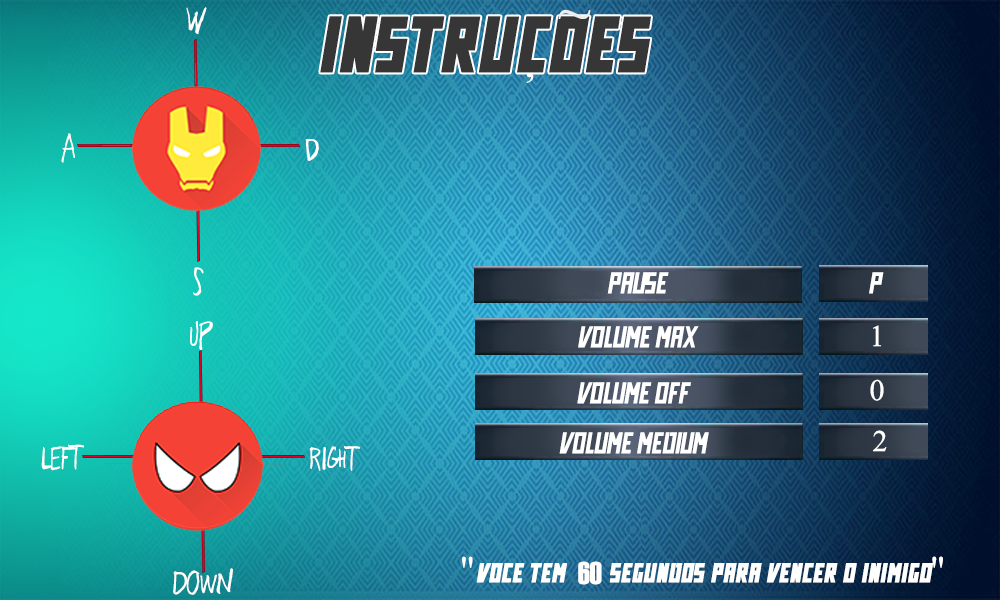 INSTRUÇÕES
W
A D
S
UP
LEFT RIGHT
DOWN
PAUSE P
VOLUME MAX 1
VOLUME OFF 0
VOLUME MEDIUM 2
"VOCE TEM 60 SEGUNDOS PARA VENCER O INIMIGO"